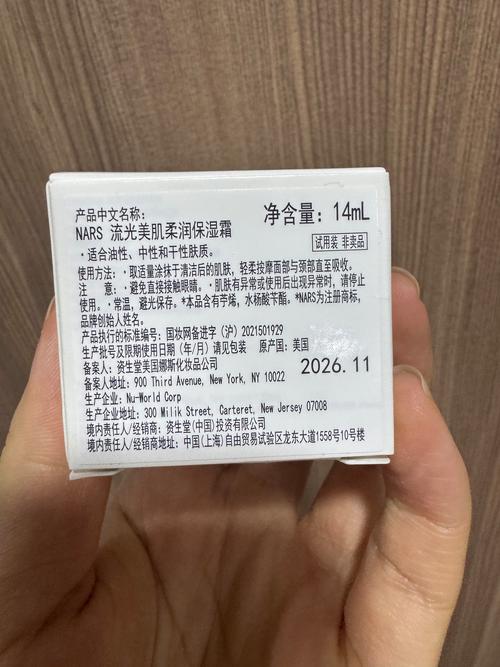 产品中文名称：
NARS 流光美肌柔润保湿霜
净含量：14mL
试用装 非卖品
·适合油性、中性和干性肤质。
使用方法：·取适量涂抹于清洁后的肌肤，轻柔按摩面部与颈部直至吸收。
注 意：·避免直接接触眼睛。·肌肤有异常或使用后出现异常时，请停止
使用。·常温，避光保存。*本品含有苧烯，水杨酸苄酯。*NARS为注册商标，
品牌创始人姓名。
产品执行的标准编号：国妆网备进字（沪）2021501929
生产批号及限期使用日期（年/月）请见包装 原产国：美国
备案人：资生堂美国娜斯化妆品公司
2026.11
备案人地址：900 Third Avenue, New York, NY 10022
生产企业：Nu-World Corp
生产企业地址：300 Milik Street, Carteret, New Jersey 07008
境内责任人/经销商：资生堂(中国)投资有限公司
境内责任人/经销商地址：中国(上海)自由贸易试验区龙东大道1558号10号楼